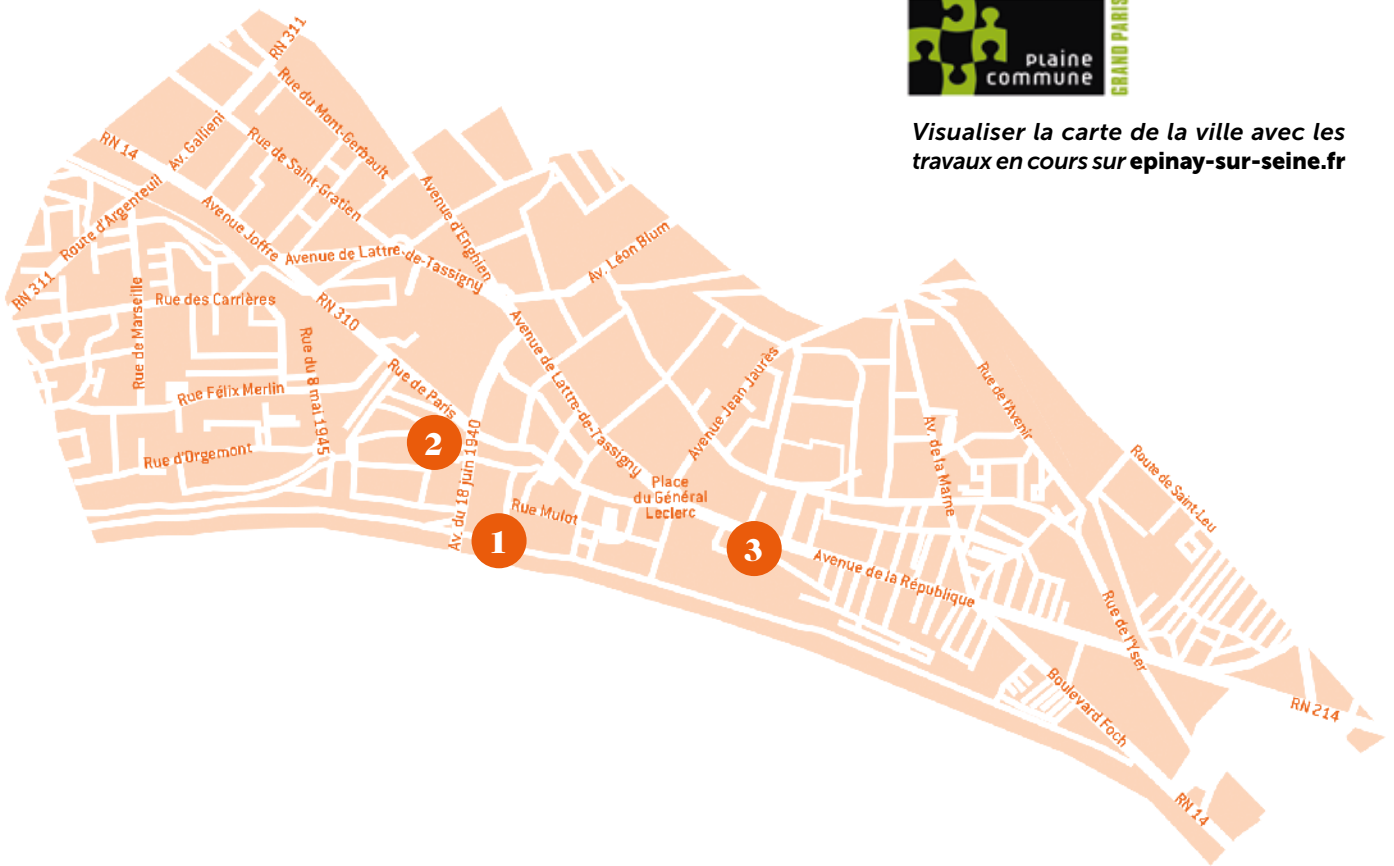 plaine
commune
GRAND PARIS
Visualiser la carte de la ville avec les
travaux en cours sur epinay-sur-seine.fr
RN 311
Rue du Mont-Gerbault
RN 14
Av. Gallieni
Rue de Saint-Gratien
Avenue d'Enghien
Route d'Argenteuil
Avenue Joffre
Avenue de Lattre-de-Tassigny
Av. Léon Blum
RN 311
Rue de Marseille
Rue des Carrières
RN 310
Rue du 8 mai 1945
Avenue de Lattre-de-Tassigny
Avenue Jean Jaurès
Rue de l'Avenir
Rue Félix Merlin
Rue de Paris
2
Rue d'Orgemont
Av. du 18 juin 1940
Place
du Général
Leclerc
Av. de la Marne
Route de Saint-Leu
Rue Mulot
1
3
Avenue de la République
Rue de l'Yser
Boulevard Foch
RN 214
RN 14